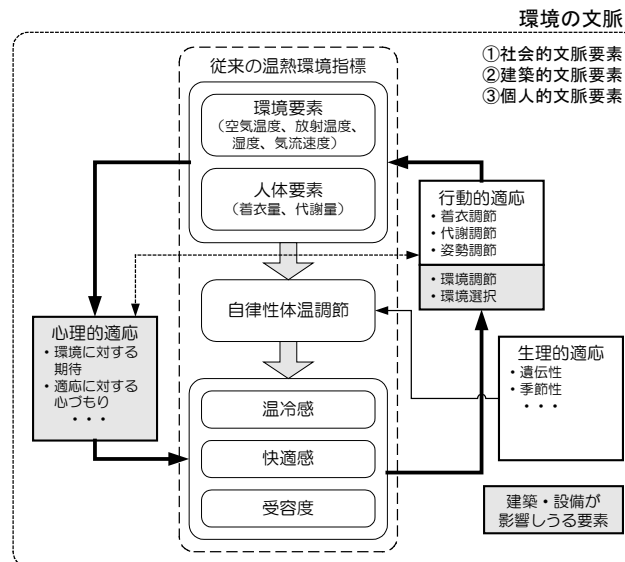 環境の文脈
①社会的文脈要素
②建築的文脈要素
③個人的文脈要素
従来の温熱環境指標
環境要素
（空気温度、放射温度、
湿度、気流速度）
人体要素
（着衣量、代謝量）
行動的適応
・着衣調節
・代謝調節
・姿勢調節
・環境調節
・環境選択
自律性体温調節
心理的適応
・環境に対する
期待
・適応に対する
心づもり
・・・
生理的適応
・遺伝性
・季節性
・・・
温冷感
快適感
受容度
建築・設備が
影響しうる要素